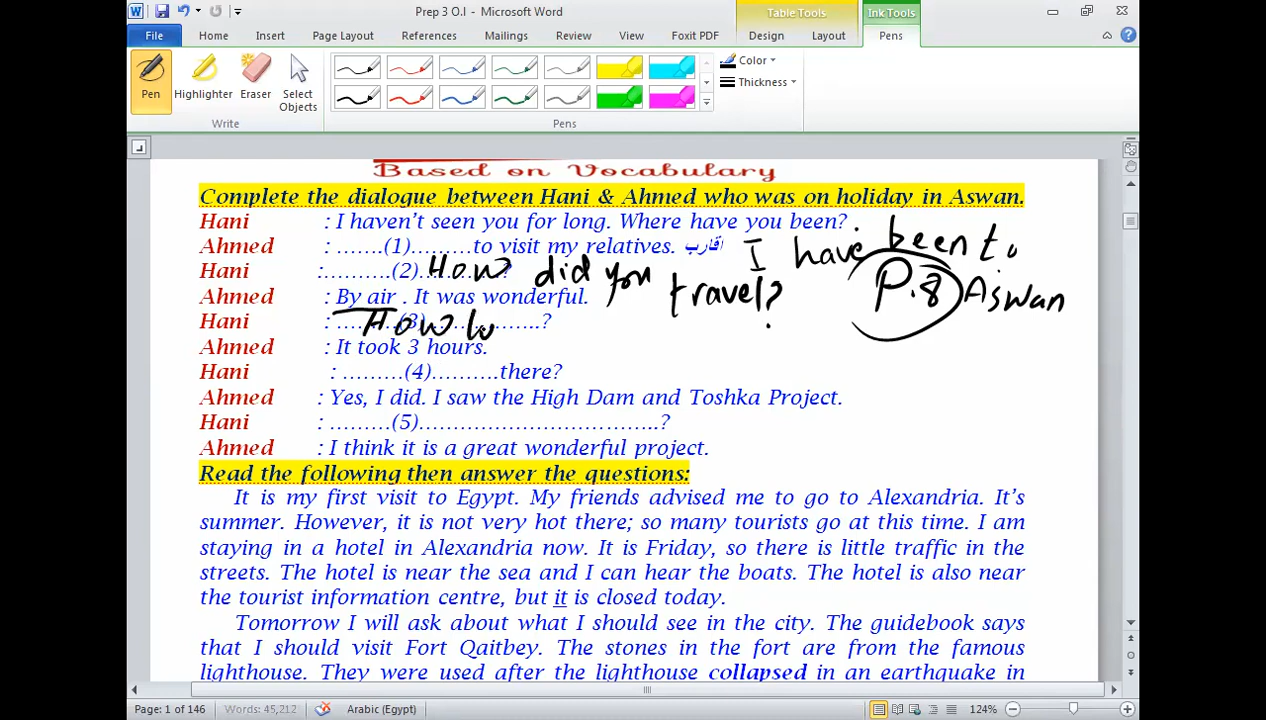 Prep 3 O.I - Microsoft Word
Table Tools
Ink Tools
File
Home
Insert
Page Layout
References
Mailings
Review
View
Foxit PDF
Design
Layout
Pens
Pen
Highlighter
Eraser
Select Objects
Color
Thickness
Write
Pens
Based on Vocabulary
Complete the dialogue between Hani & Ahmed who was on holiday in Aswan.
Hani : I haven't seen you for long. Where have you been?
Ahmed : …….(1)………to visit my relatives. أقارب I have been to
Aswan
P.8
Hani :……….(2)……….? How did you travel?
Ahmed : By air . It was wonderful.
Hani : ………(3)……………..? How lo
Ahmed : It took 3 hours.
Hani : ………(4)……….there?
Ahmed : Yes, I did. I saw the High Dam and Toshka Project.
Hani : ………(5)…………………………………..?
Ahmed : I think it is a great wonderful project.
Read the following then answer the questions:
It is my first visit to Egypt. My friends advised me to go to Alexandria. It's
summer. However, it is not very hot there; so many tourists go at this time. I am
staying in a hotel in Alexandria now. It is Friday, so there is little traffic in the
streets. The hotel is near the sea and I can hear the boats. The hotel is also near
the tourist information centre, but it is closed today.
Tomorrow I will ask about what I should see in the city. The guidebook says
that I should visit Fort Qaitbey. The stones in the fort are from the famous
lighthouse. They were used after the lighthouse collapsed in an earthquake in
Page: 1 of 146
Words: 45,212
Arabic (Egypt)
124%